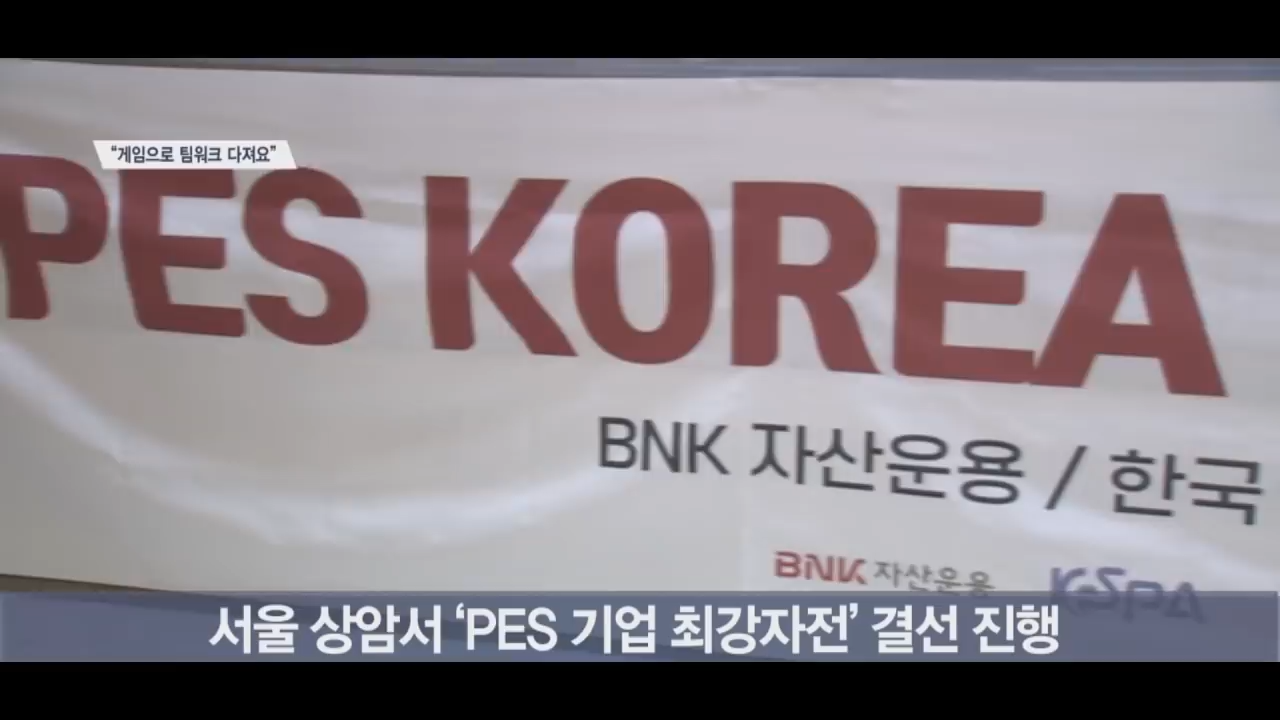 “게임으로 팀워크 다져요”
PES KOREA
BNK 자산운용 / 한국
BNK 자산운용
KeSPA
서울 상암서 ‘PES 기업 최강자전’ 결선 진행